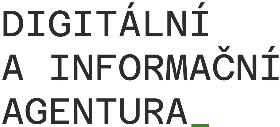 DIGITÁLNÍ
A INFORMAČNÍ
AGENTURA_